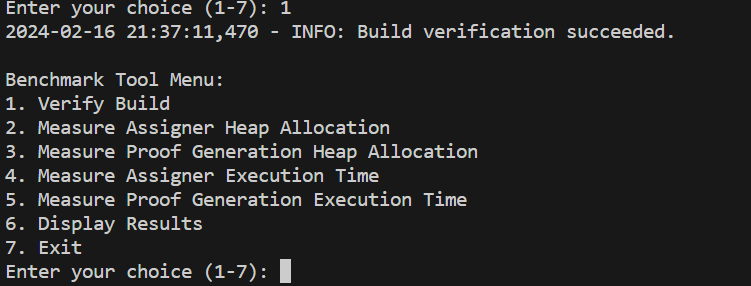 Enter your choice (1-7): 1
2024-02-16 21:37:11,470 - INFO: Build verification succeeded.
Benchmark Tool Menu:
1. Verify Build
2. Measure Assigner Heap Allocation
3. Measure Proof Generation Heap Allocation
4. Measure Assigner Execution Time
5. Measure Proof Generation Execution Time
6. Display Results
7. Exit
Enter your choice (1-7):